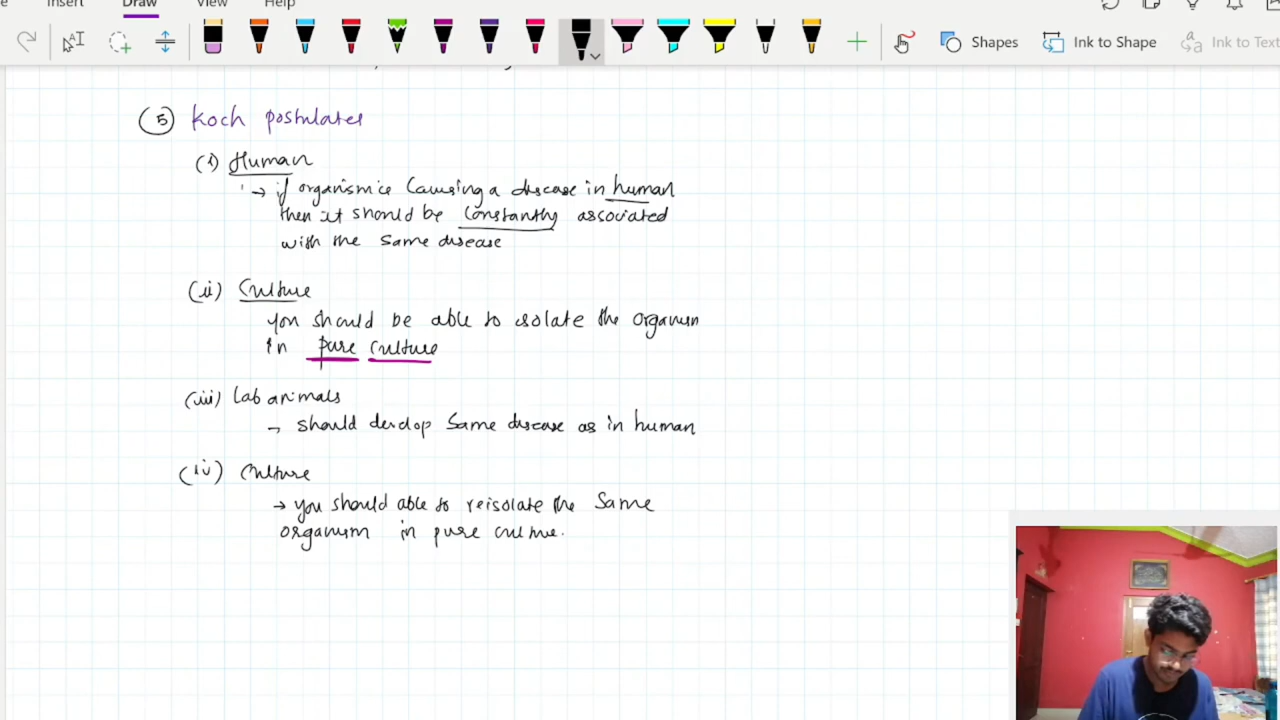 Insert Draw View Help
Shapes Ink to Shape Ink to Text
(5) Koch postulates
(i) Human
→ if organism is causing a disease in human
then it should be constantly associated
with the same disease
(ii) Culture
you should be able to isolate the organism
in pure culture
(iii) Lab animals
→ should develop same disease as in human
(iv) Culture
→ you should able to reisolate the same
organism in pure culture.